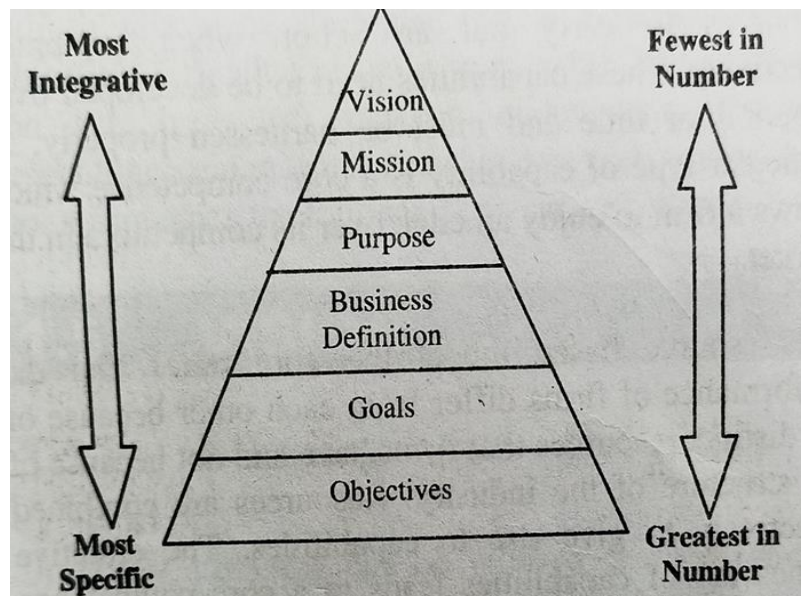 Most
Integrative
Fewest in
Number
Vision
Mission
Purpose
Business
Definition
Goals
Objectives
Most
Specific
Greatest in
Number